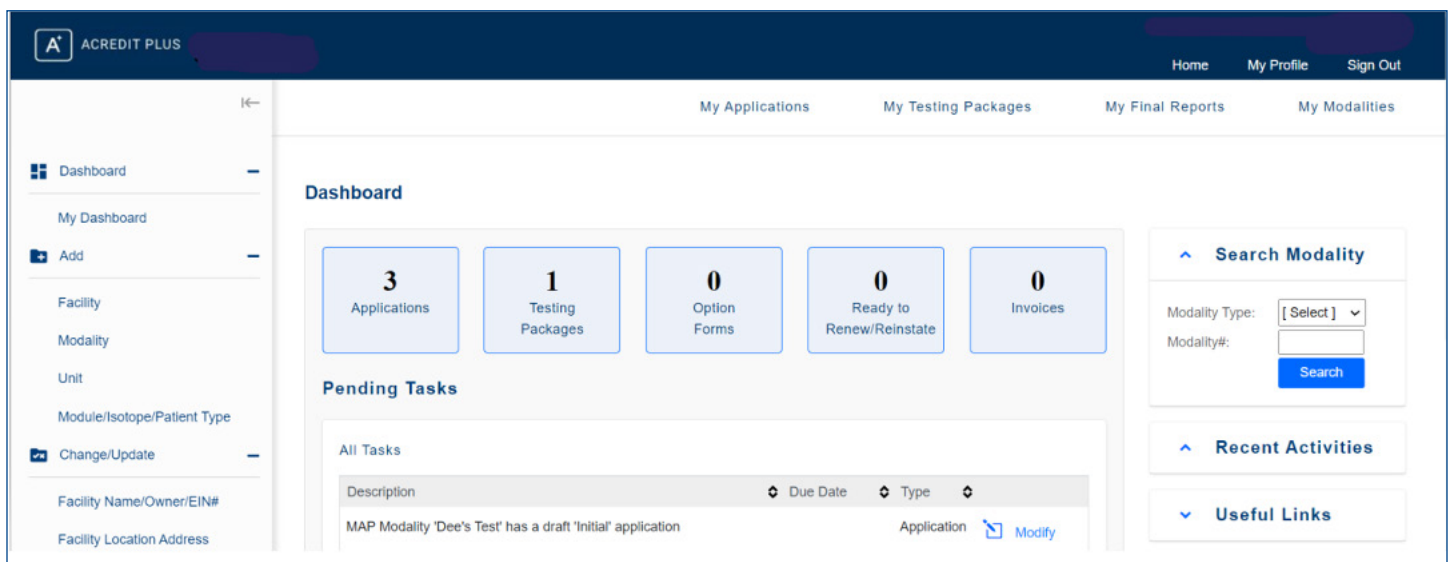 A+ ACREDIT PLUS
Home My Profile Sign Out
My Applications My Testing Packages My Final Reports My Modalities
Dashboard
My Dashboard
Add
Facility
Modality
Unit
Module/Isotope/Patient Type
Change/Update
Facility Name/Owner/EIN#
Facility Location Address
Dashboard
3
Applications
1
Testing
Packages
0
Option
Forms
0
Ready to
Renew/Reinstate
0
Invoices
Pending Tasks
All Tasks
Description Due Date Type
MAP Modality 'Dee's Test' has a draft 'Initial' application Application Modify
Search Modality
Modality Type: [ Select ]
Modality#:
Search
Recent Activities
Useful Links